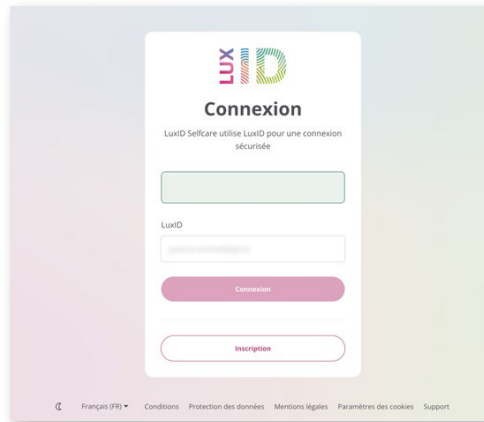 LUX ID
Connexion
LuxID Selfcare utilise LuxID pour une connexion
sécurisée
LuxID
Connexion
Inscription
Français (FR) Conditions Protection des données Mentions légales Paramètres des cookies Support